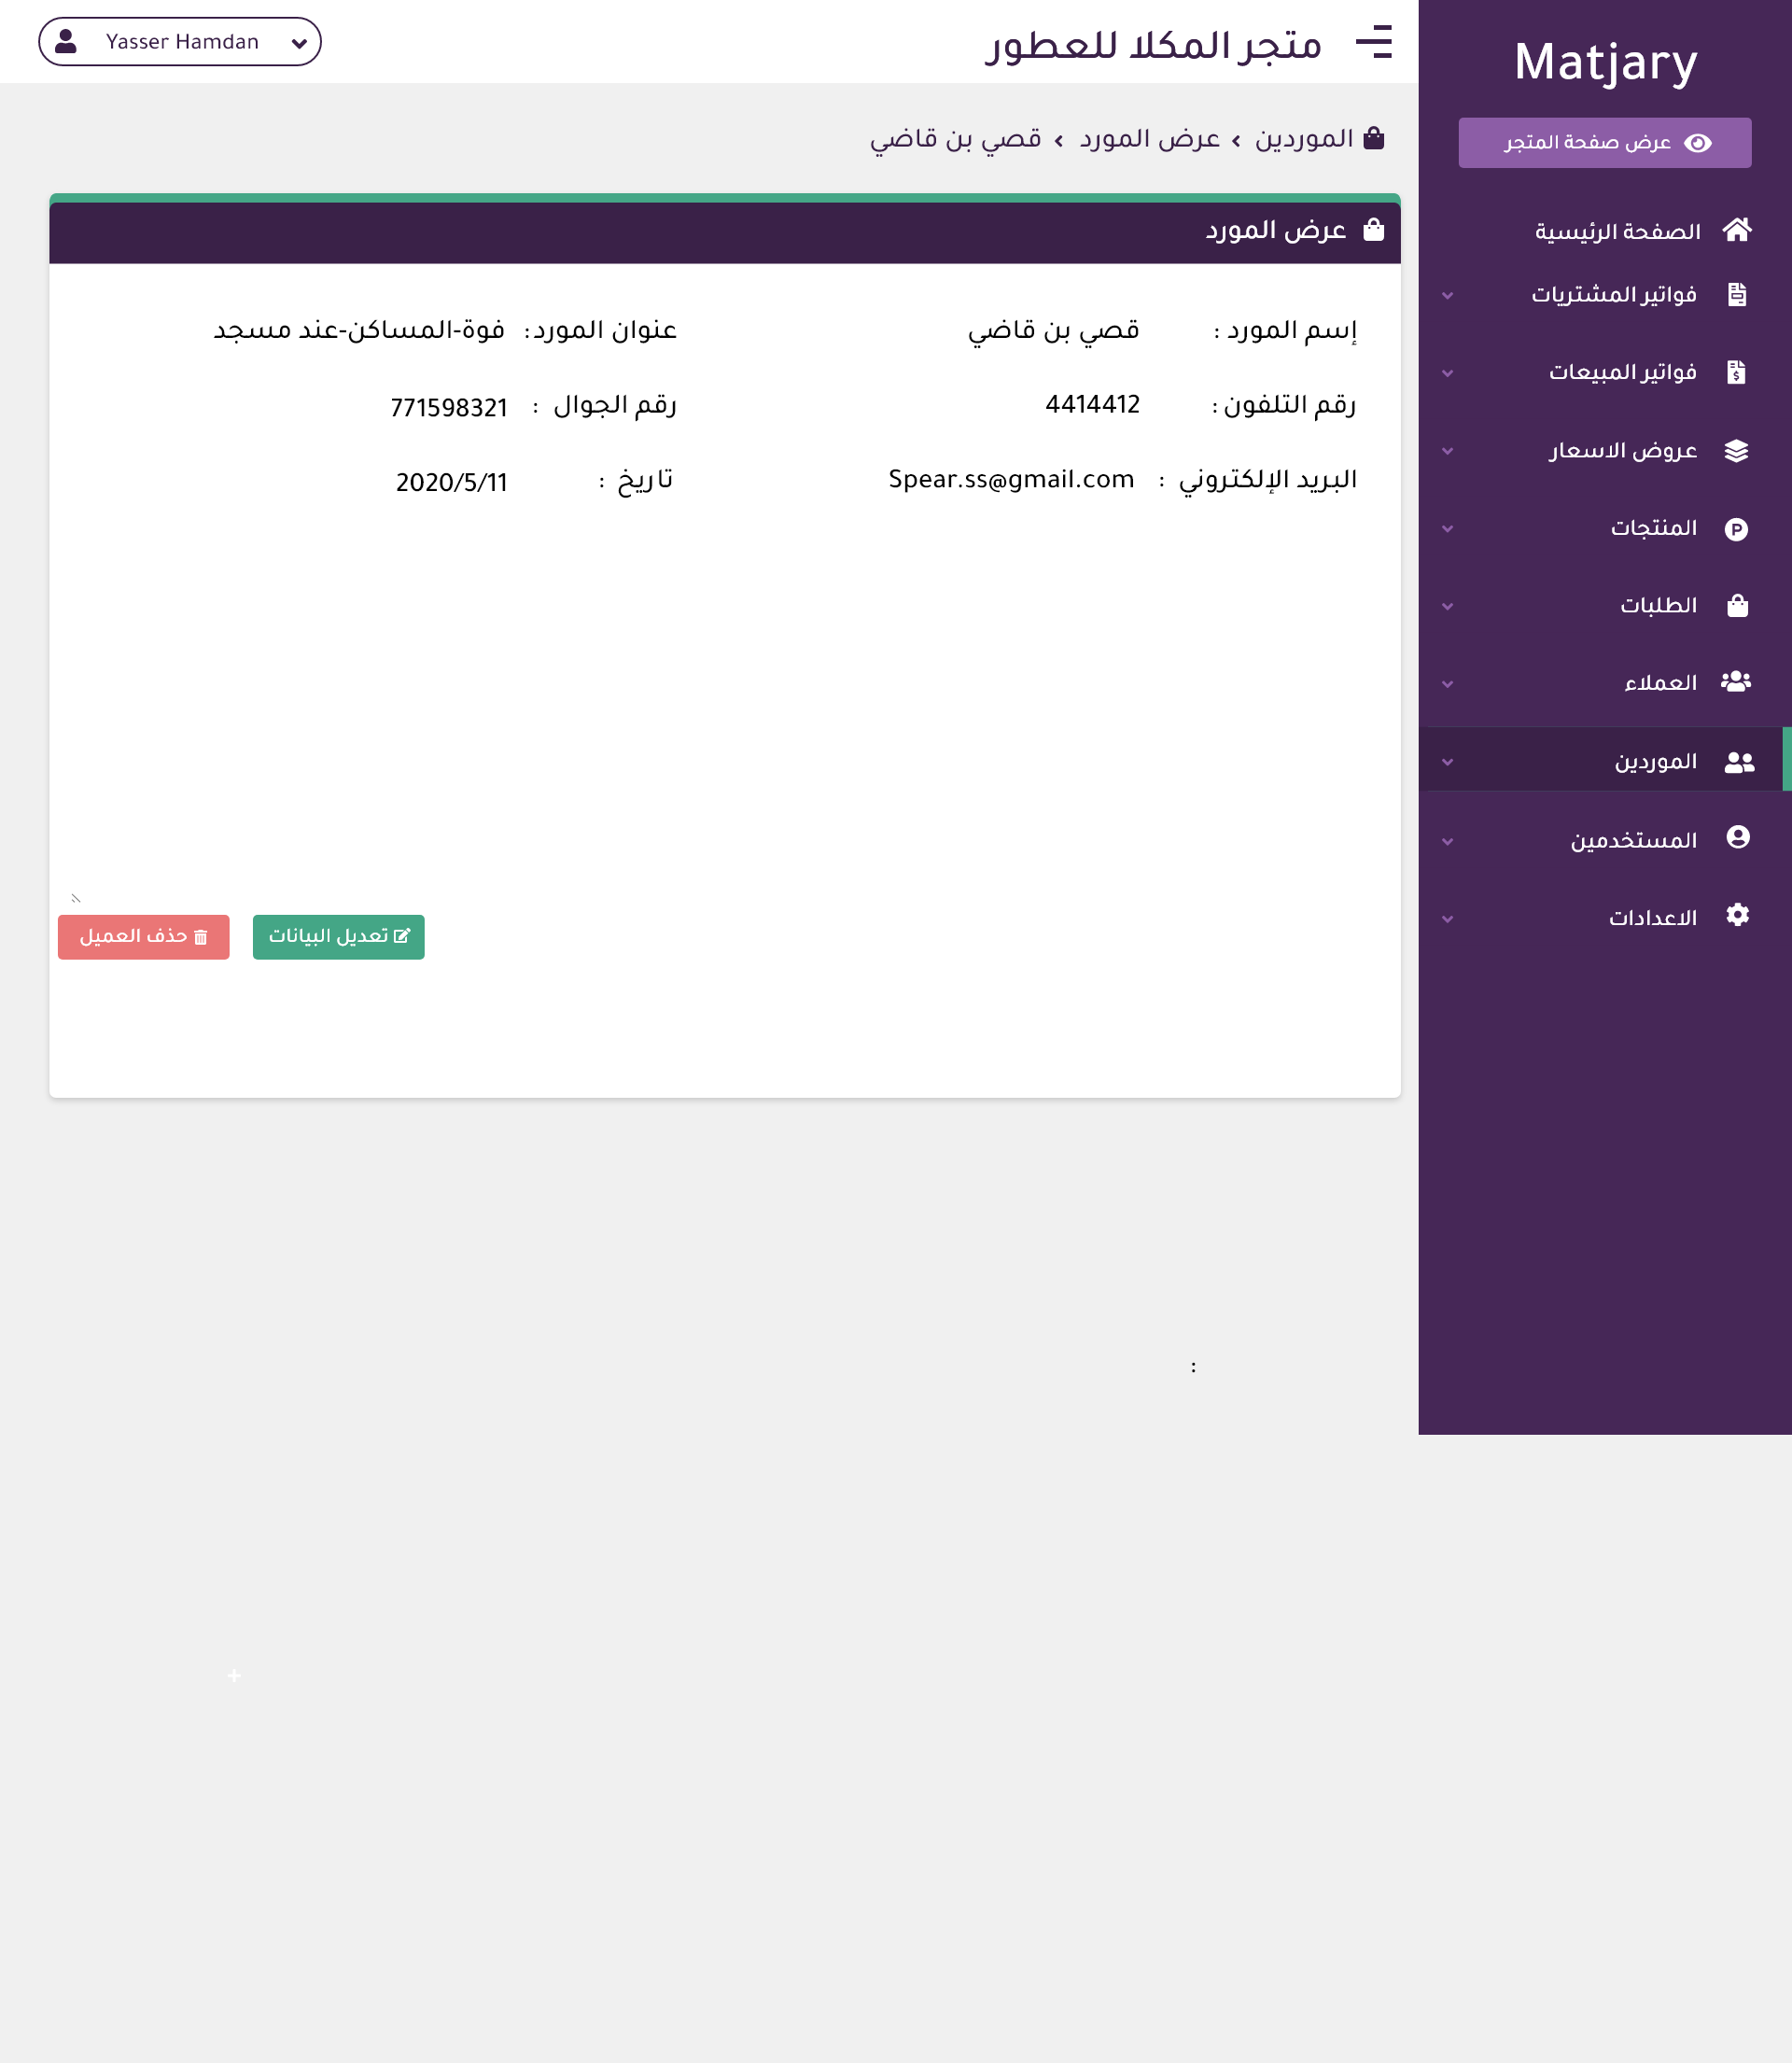 Matjary
عرض صفحة المتجر
الصفحة الرئيسية
فواتير المشتريات
فواتير المبيعات
عروض الاسعار
المنتجات
الطلبات
العملاء
الموردين
المستخدمين
الاعدادات
متجر المكلا للعطور
Yasser Hamdan
الموردين › عرض المورد › قصي بن قاضي
عرض المورد
إسم المورد : قصي بن قاضي عنوان المورد : فوة-المساكن-عند مسجد
رقم التلفون : 4414412 رقم الجوال : 771598321
البريد الإلكتروني : Spear.ss@gmail.com تاريخ : 2020/5/11
تعديل البيانات حذف العميل
:
+